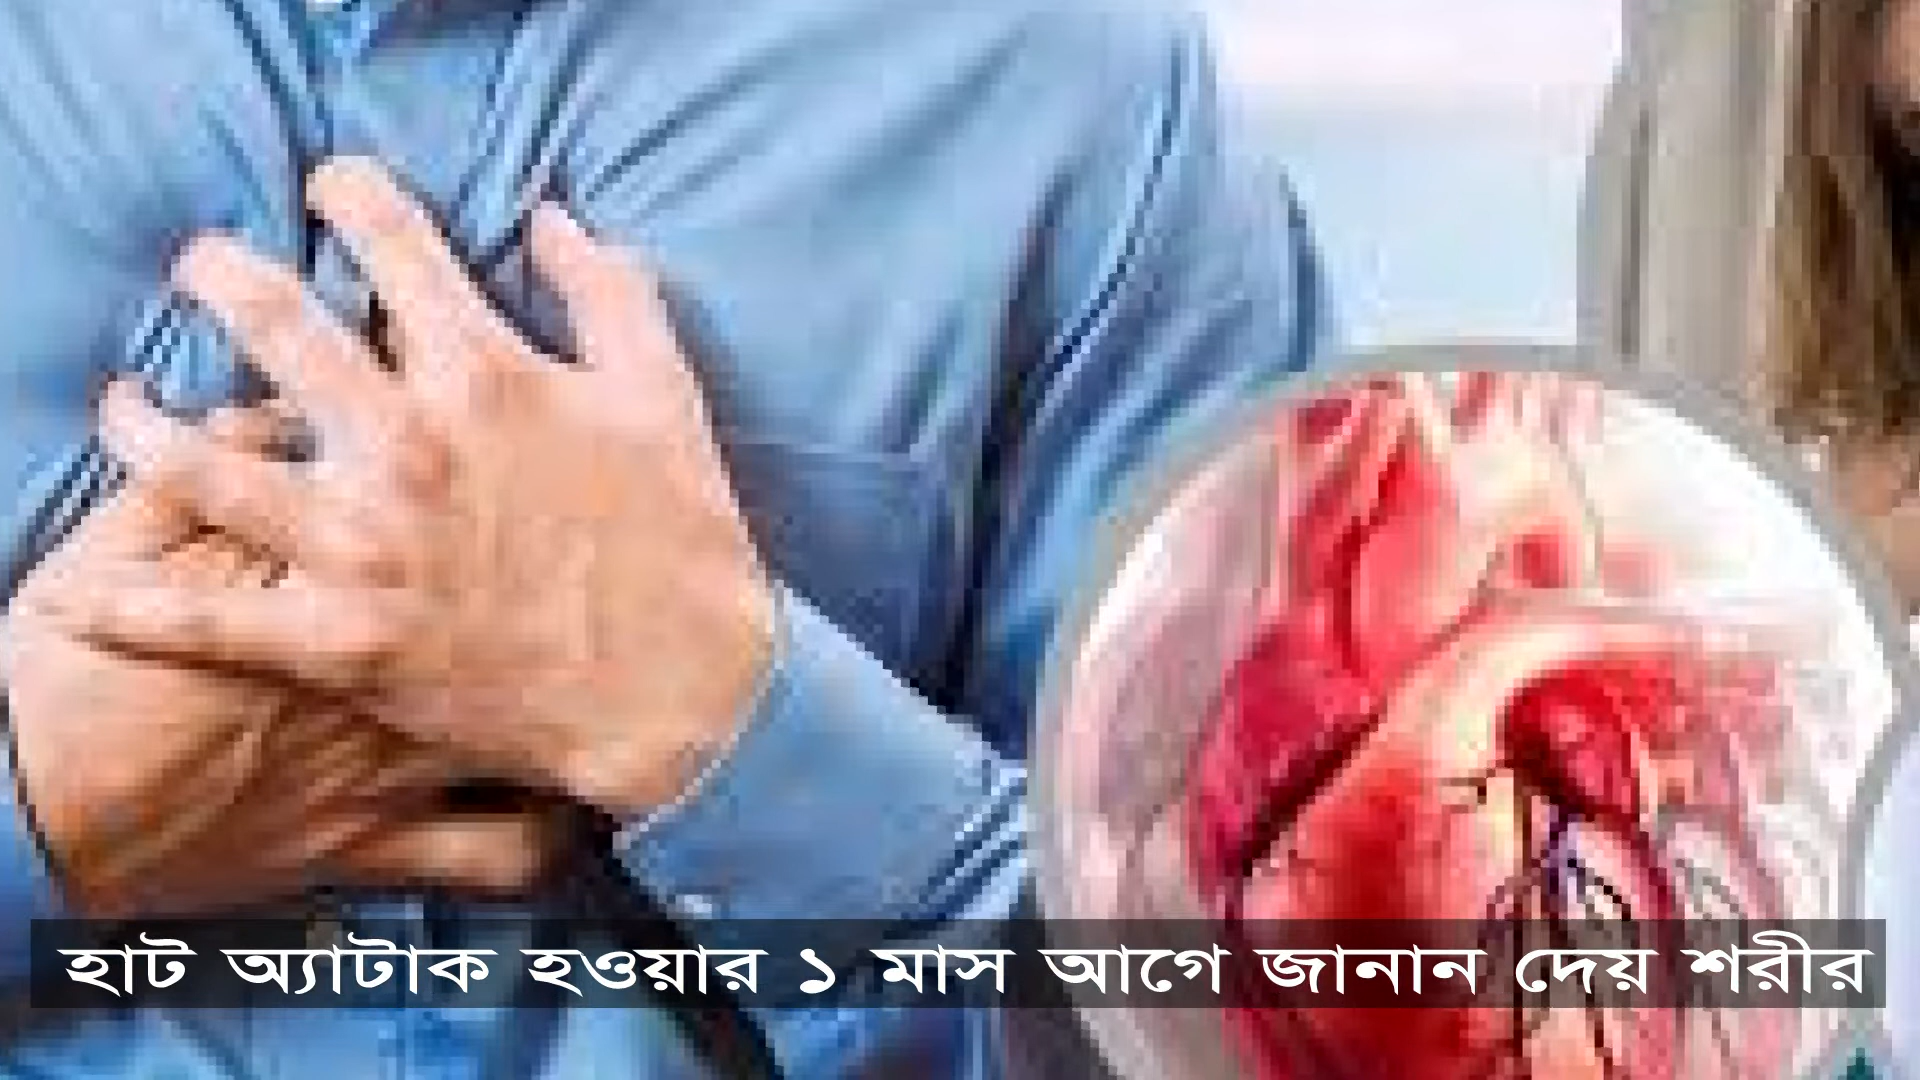 হাট অ্যাটাক হওয়ার ১ মাস আগে জানান দেয় শরীর